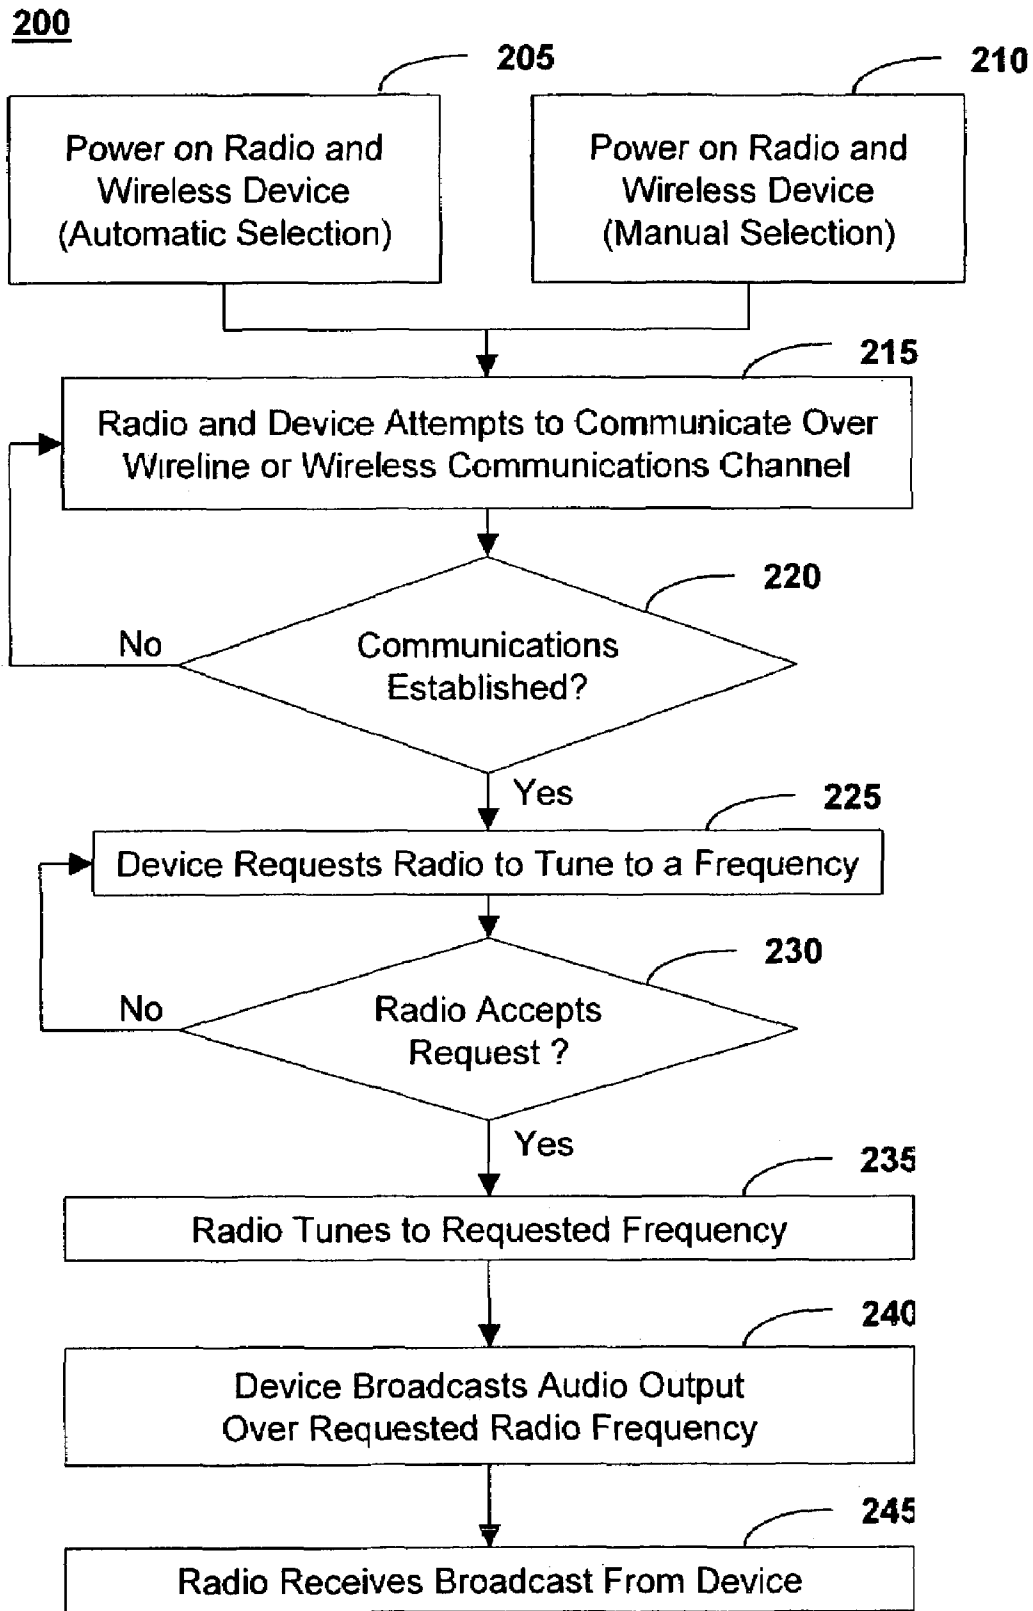 200
205
210
Power on Radio and
Wireless Device
(Automatic Selection)
Power on Radio and
Wireless Device
(Manual Selection)
215
Radio and Device Attempts to Communicate Over
Wireline or Wireless Communications Channel
220
Communications
Established?
No
Yes
225
Device Requests Radio to Tune to a Frequency
230
Radio Accepts
Request ?
No
Yes
235
Radio Tunes to Requested Frequency
240
Device Broadcasts Audio Output
Over Requested Radio Frequency
245
Radio Receives Broadcast From Device